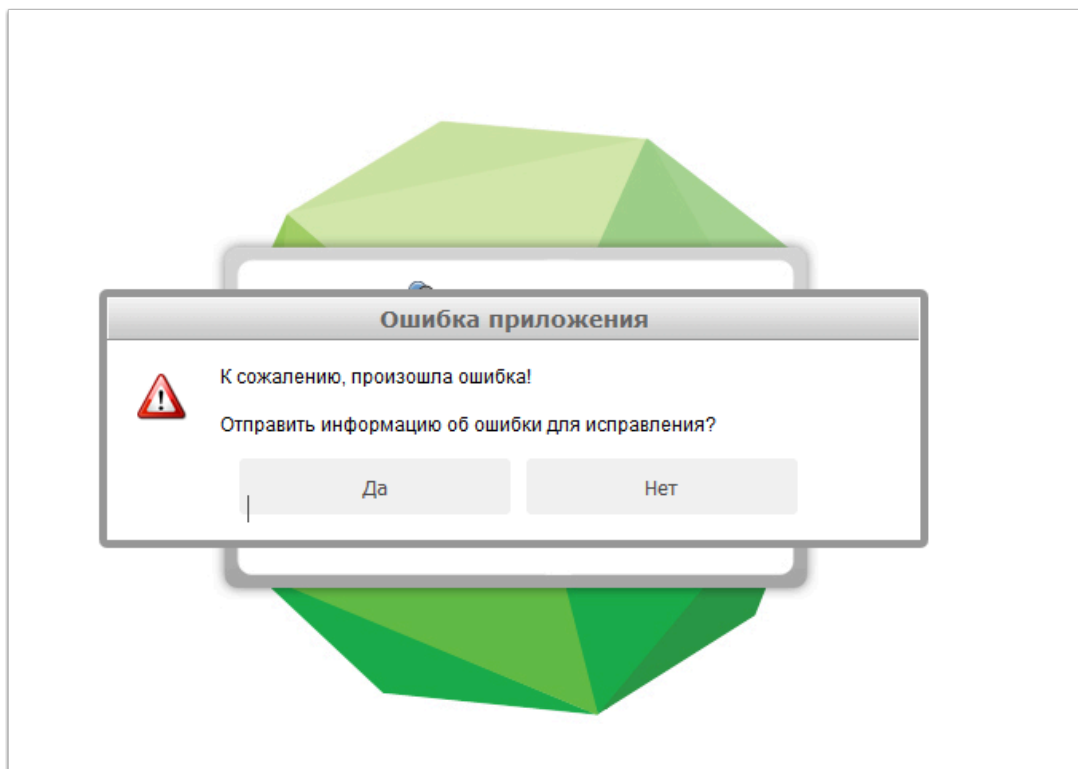 Ошибка приложения
К сожалению, произошла ошибка!
Отправить информацию об ошибки для исправления?
Да
Нет